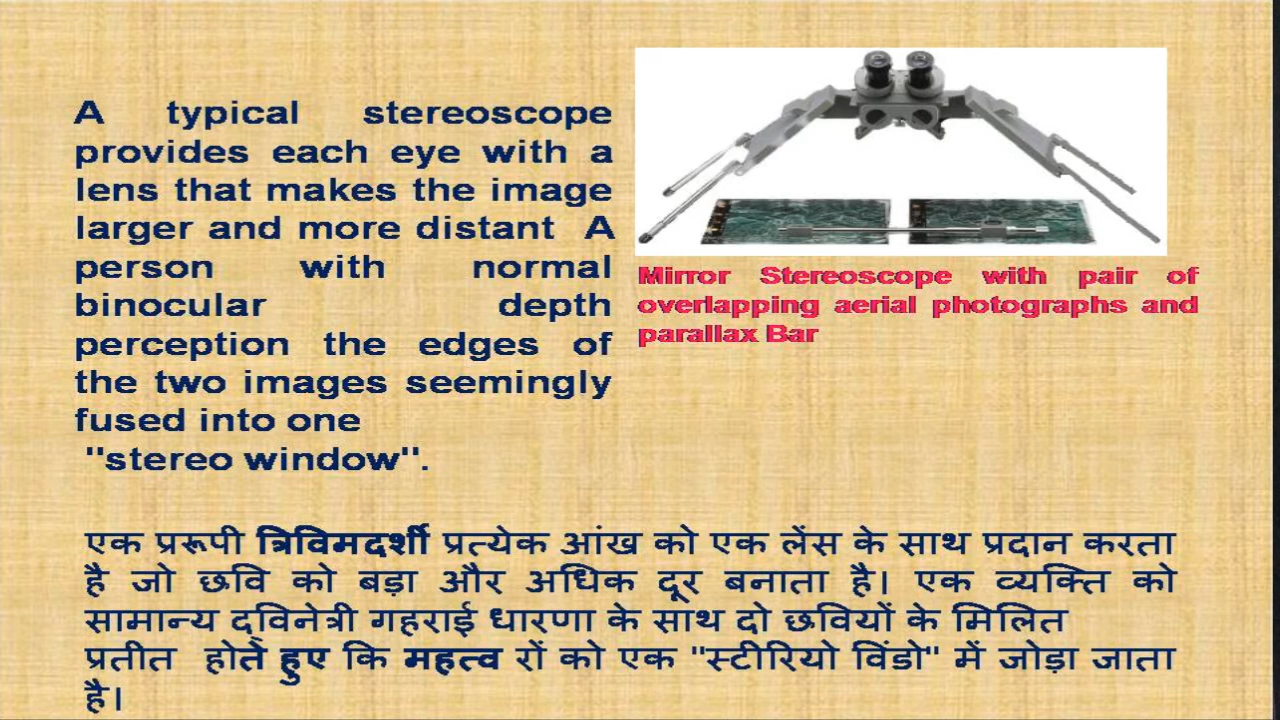 A typical stereoscope
provides each eye with a
lens that makes the image
larger and more distant A
person with normal
binocular depth
perception the edges of
the two images seemingly
fused into one
"stereo window".
Mirror Stereoscope with pair of
overlapping aerial photographs and
parallax Bar
एक प्ररूपी त्रिविमदर्शी प्रत्येक आंख को एक लेंस के साथ प्रदान करता
है जो छवि को बड़ा और अधिक दूर बनाता है। एक व्यक्ति को
सामान्य द्विनेत्री गहराई धारणा के साथ दो छवियों के मिलित
प्रतीत होते हुए कि महत्व रों को एक "स्टीरियो विंडो" में जोड़ा जाता
है।